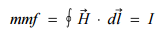 mmf = ∮ H⃗ · dl⃗ = I